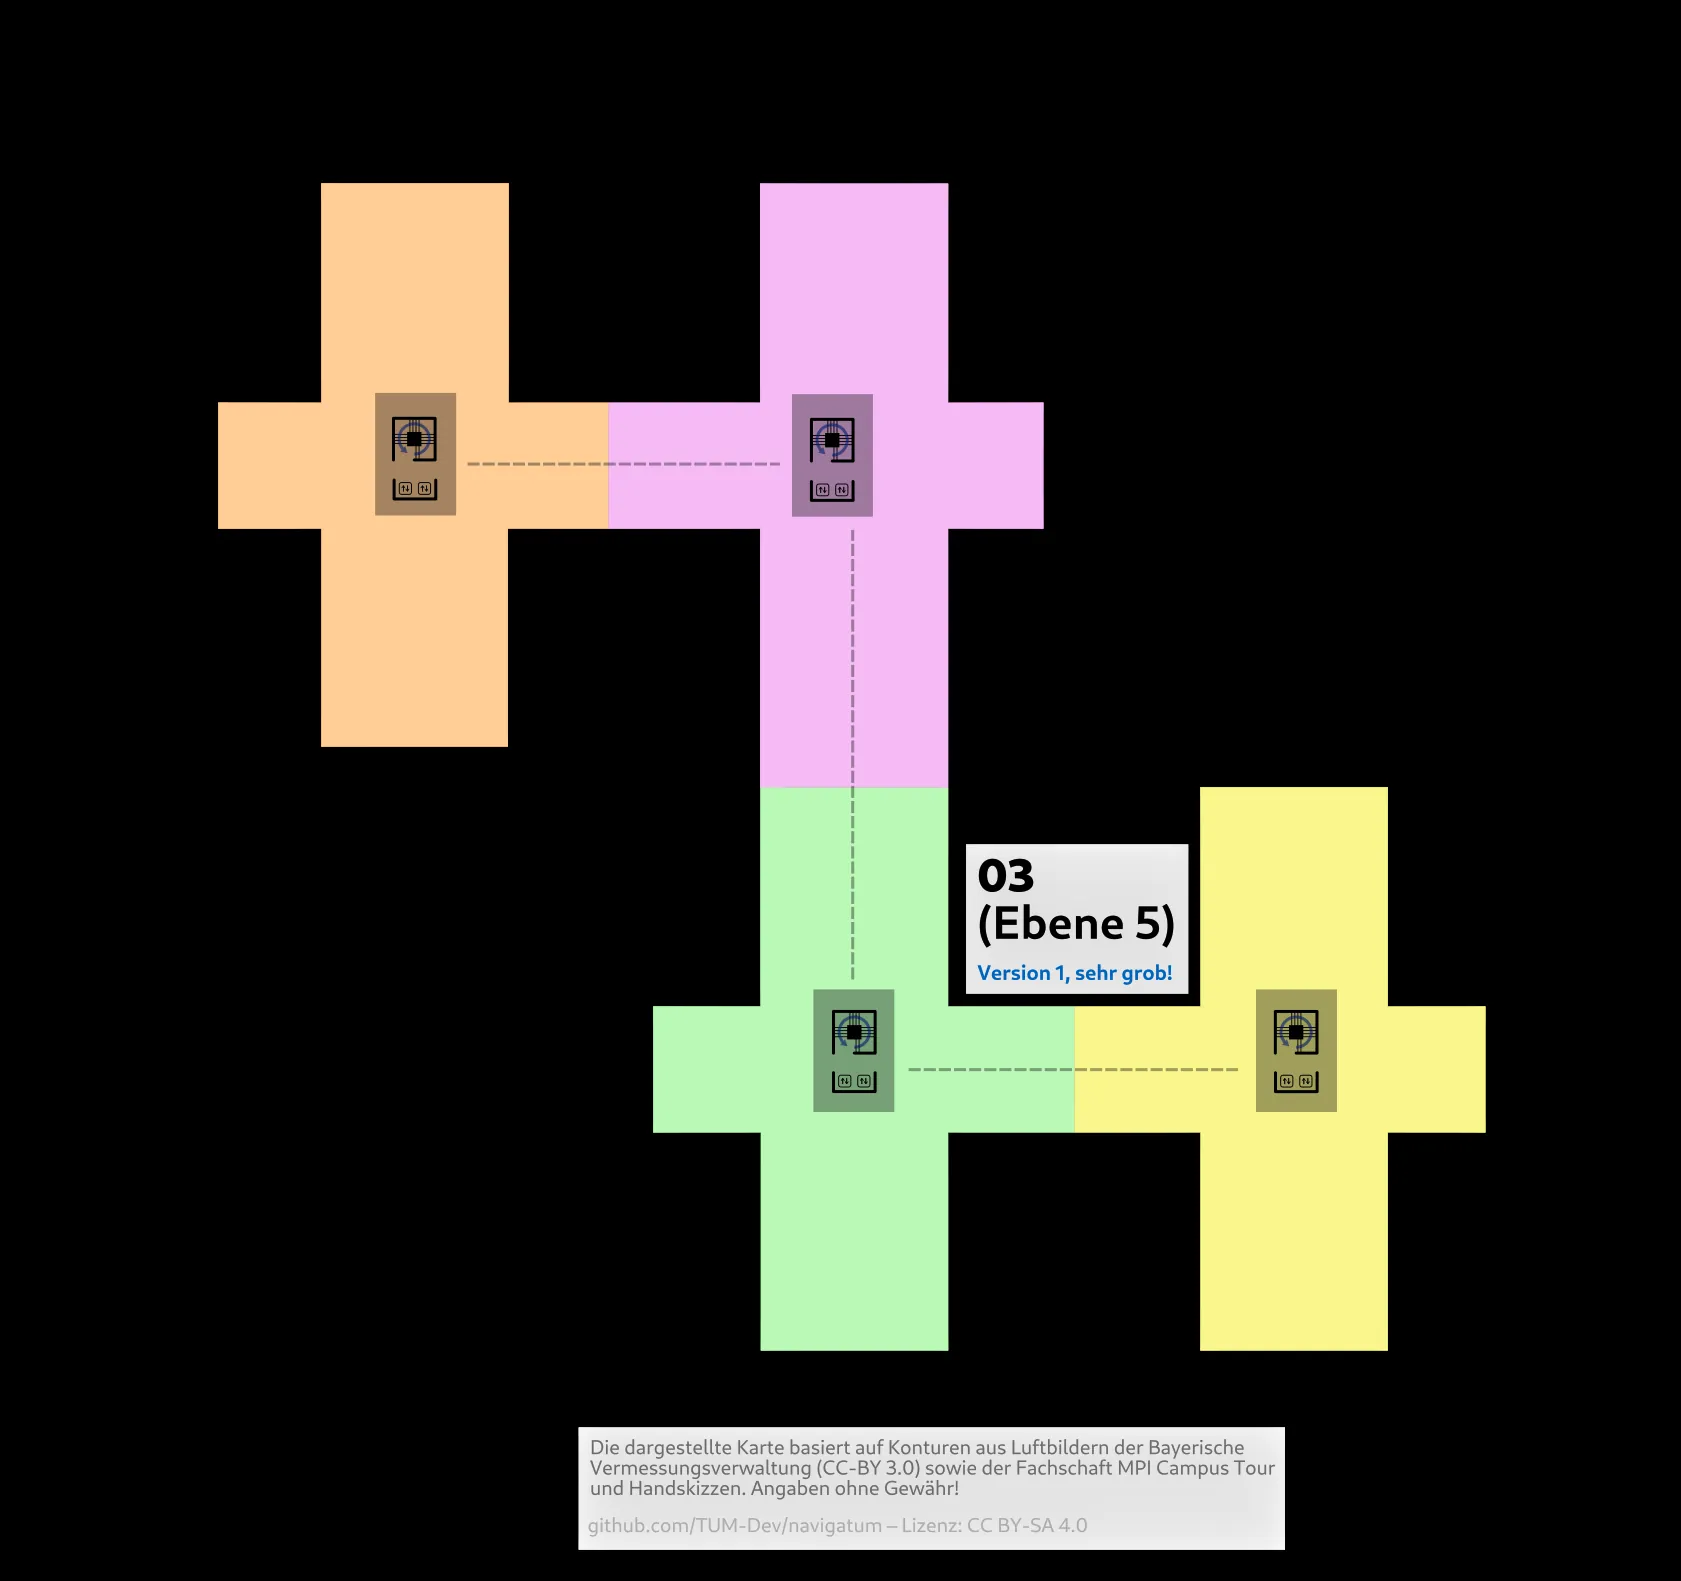 03
(Ebene 5)
Version 1, sehr grob!
Die dargestellte Karte basiert auf Konturen aus Luftbildern der Bayerische
Vermessungsverwaltung (CC-BY 3.0) sowie der Fachschaft MPI Campus Tour
und Handskizzen. Angaben ohne Gewähr!
github.com/TUM-Dev/navigatum – Lizenz: CC BY-SA 4.0